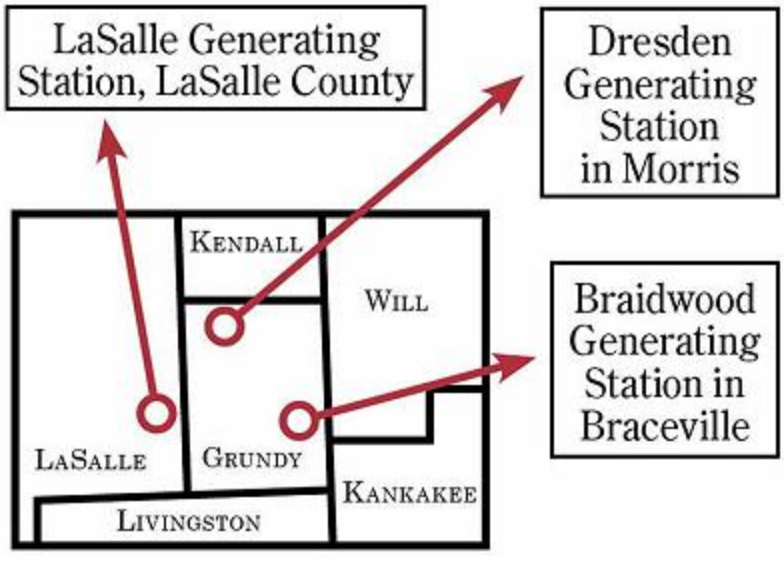 LaSalle Generating
Station, LaSalle County
Dresden
Generating
Station
in Morris
KENDALL
WILL
Braidwood
Generating
Station in
Braceville
LASALLE
GRUNDY
KANKAKEE
LIVINGSTON